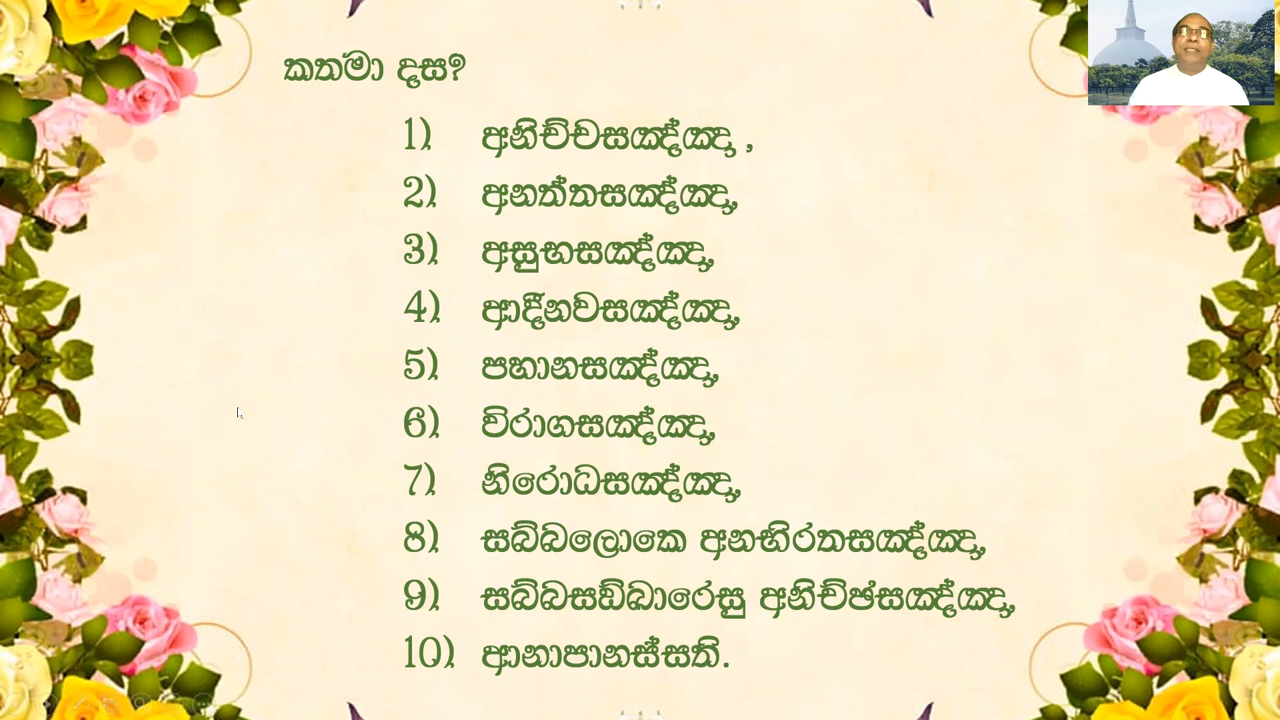 කතමා දස?
1) අනිච්චසඤ්ඤා,
2) අනත්තසඤ්ඤා,
3) අසුභසඤ්ඤා,
4) ආදීනවසඤ්ඤා,
5) පහානසඤ්ඤා,
6) විරාගසඤ්ඤා,
7) නිරොධසඤ්ඤා,
8) සබ්බලොකෙ අනභිරතසඤ්ඤා,
9) සබ්බසඞ්ඛාරෙසු අනිච්ඡාසඤ්ඤා,
10) ආනාපානස්සති.